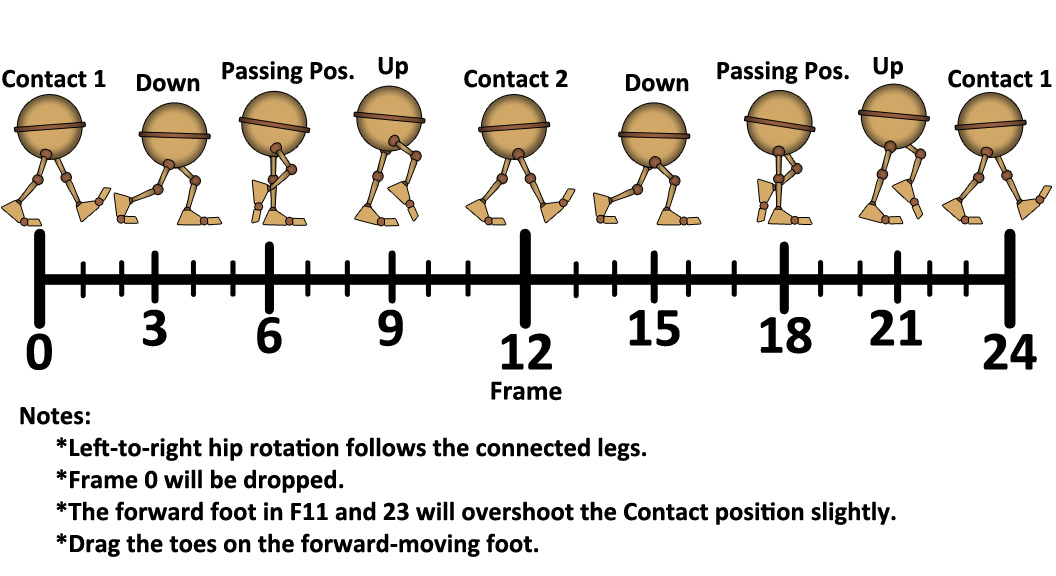 Contact 1 Down Passing Pos. Up Contact 2 Down Passing Pos. Up Contact 1
0 3 6 9 12 15 18 21 24
Frame
Notes:
*Left-to-right hip rotation follows the connected legs.
*Frame 0 will be dropped.
*The forward foot in F11 and 23 will overshoot the Contact position slightly.
*Drag the toes on the forward-moving foot.